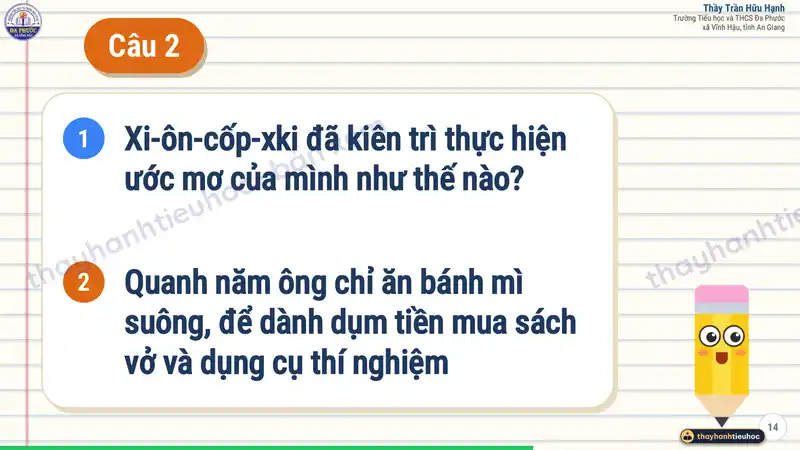 Thầy Trần Hữu Hạnh
Trường Tiểu học và THCS Đa Phước
xã Vĩnh Hậu, tỉnh An Giang
ĐA PHƯỚC
Câu 2
1
Xi-ôn-cốp-xki đã kiên trì thực hiện
ước mơ của mình như thế nào?
2
Quanh năm ông chỉ ăn bánh mì
suông, để dành dụm tiền mua sách
vở và dụng cụ thí nghiệm
14
thayhanhtieuhoc